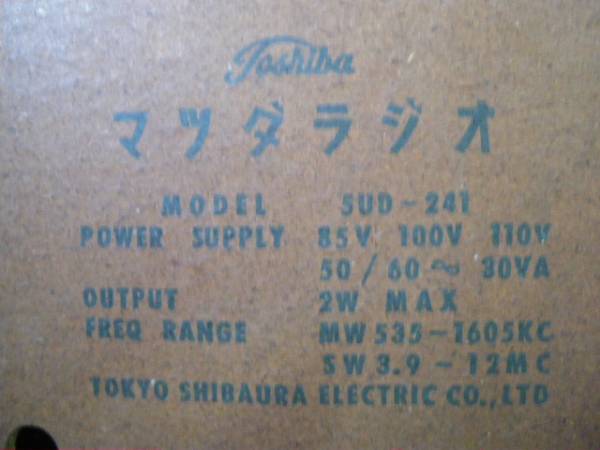 Toshiba
マツダラジオ
MODEL 5UD-241
POWER SUPPLY 85V 100V 110V
50/60~ 30VA
OUTPUT 2W MAX
FREQ RANGE MW 535-1605KC
SW 3.9-12MC
TOKYO SHIBAURA ELECTRIC CO.,LTD